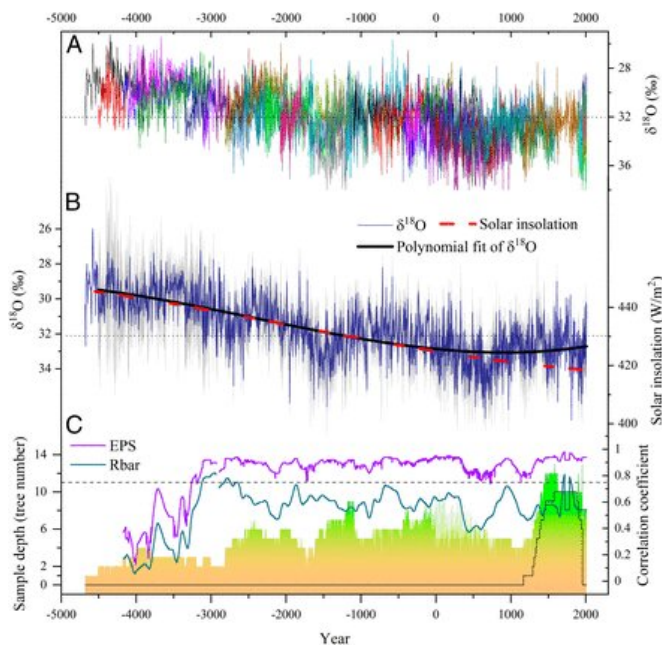 -5000 -4000 -3000 -2000 -1000 0 1000 2000
A
28
32
36
δ¹⁸O (‰)
B
δ¹⁸O Solar insolation
Polynomial fit of δ¹⁸O
26
28
30
32
34
δ¹⁸O (‰)
440
420
400
Solar insolation (W/m²)
C
EPS
Rbar
14
10
6
2
0
Sample depth (tree number)
1
0.8
0.6
0.4
0.2
0
Correlation coefficient
-5000 -4000 -3000 -2000 -1000 0 1000 2000
Year